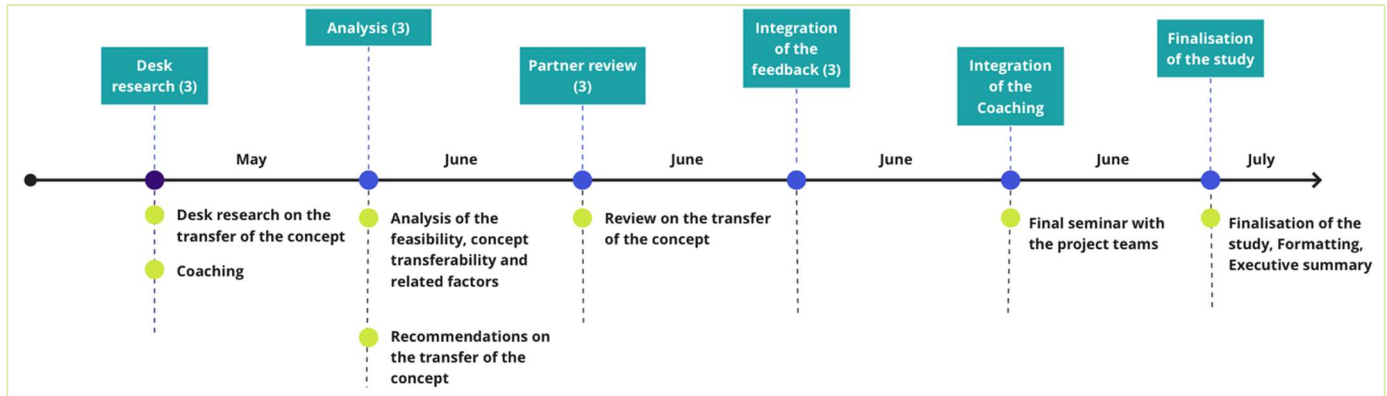 Desk
research (3)
Analysis (3)
Partner review
(3)
Integration
of the
feedback (3)
Integration
of the
Coaching
Finalisation
of the study
May
June
June
June
June
July
Desk research on the
transfer of the concept
Coaching
Analysis of the
feasibility, concept
transferability and
related factors
Recommendations on
the transfer of the
concept
Review on the transfer
of the concept
Final seminar with
the project teams
Finalisation of the
study, Formatting,
Executive summary